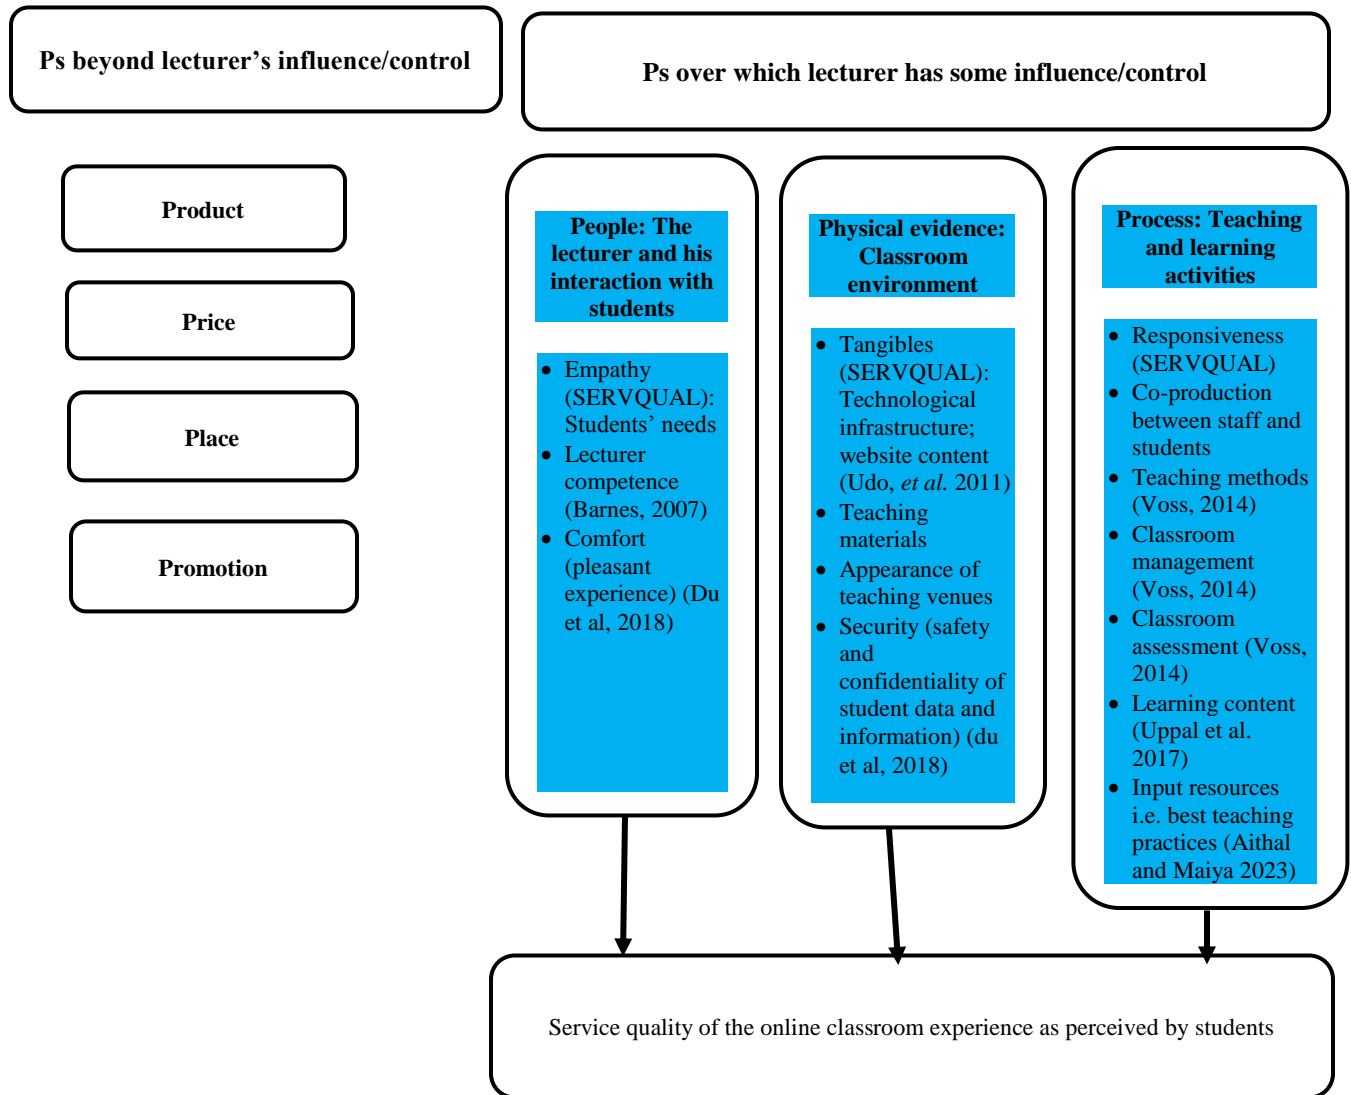 Ps beyond lecturer’s influence/control
Ps over which lecturer has some influence/control
Product
Price
Place
Promotion
People: The
lecturer and his
interaction with
students
• Empathy
(SERVQUAL):
Students’ needs
• Lecturer
competence
(Barnes, 2007)
• Comfort
(pleasant
experience) (Du
et al, 2018)
Physical evidence:
Classroom
environment
• Tangibles
(SERVQUAL):
Technological
infrastructure;
website content
(Udo, et al. 2011)
• Teaching
materials
• Appearance of
teaching venues
• Security (safety
and
confidentiality of
student data and
information) (du
et al, 2018)
Process: Teaching
and learning
activities
• Responsiveness
(SERVQUAL)
• Co-production
between staff and
students
• Teaching methods
(Voss, 2014)
• Classroom
management
(Voss, 2014)
• Classroom
assessment (Voss,
2014)
• Learning content
(Uppal et al.
2017)
• Input resources
i.e. best teaching
practices (Aithal
and Maiya 2023)
Service quality of the online classroom experience as perceived by students